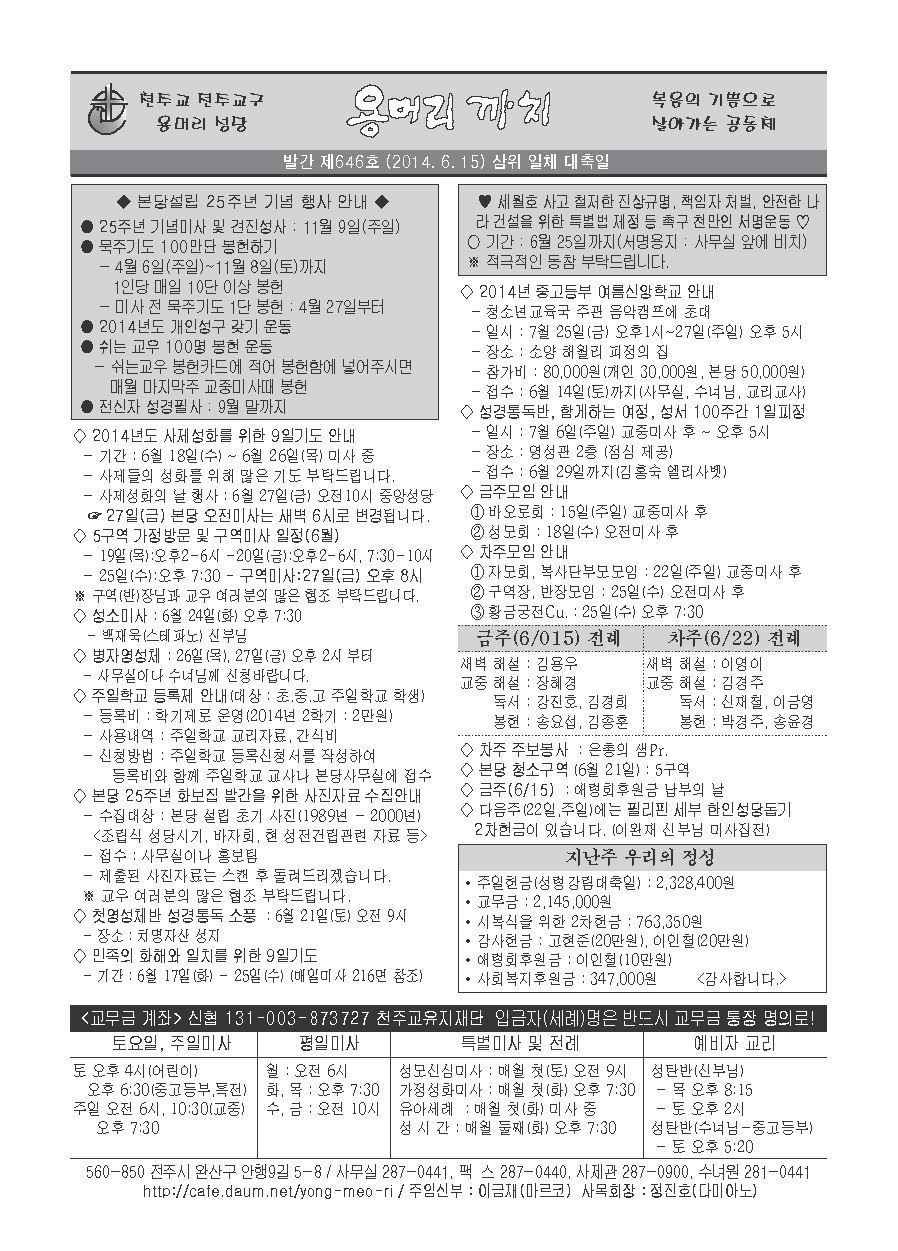 천주교 전주교구
용머리 성당
용머리 까치
복음의 기쁨으로
살아가는 공동체
발간 제646호 (2014. 6. 15) 삼위 일체 대축일
◆ 본당설립 25주년 기념 행사 안내 ◆
● 25주년 기념미사 및 견진성사 : 11월 9일(주일)
● 묵주기도 100만단 봉헌하기
- 4월 6일(주일)~11월 8일(토)까지
1인당 매일 10단 이상 봉헌
- 미사 전 묵주기도 1단 봉헌 : 4월 27일부터
● 2014년도 개인성구 갖기 운동
● 쉬는 교우 100명 봉헌 운동
- 쉬는교우 봉헌카드에 적어 봉헌함에 넣어주시면
매월 마지막주 교중미사때 봉헌
● 전신자 성경필사 : 9월 말까지
◇ 2014년도 사제성화를 위한 9일기도 안내
- 기간 : 6월 18일(수) ~ 6월 26일(목) 미사 중
- 사제들의 성화를 위해 많은 기도 부탁드립니다.
- 사제성화의 날 행사 : 6월 27일(금) 오전10시 중앙성당
☞ 27일(금) 본당 오전미사는 새벽 6시로 변경됩니다.
◇ 5구역 가정방문 및 구역미사 일정(6월)
- 19일(목):오후2-6시 -20일(금):오후2-6시, 7:30-10시
- 25일(수):오후 7:30 - 구역미사:27일(금) 오후 8시
※ 구역(반)장님과 교우 여러분의 많은 협조 부탁드립니다.
◇ 성소미사 : 6월 24일(화) 오후 7:30
- 백재욱(스테파노) 신부님
◇ 병자영성체 : 26일(목), 27일(금) 오후 2시 부터
- 사무실이나 수녀님께 신청바랍니다.
◇ 주일학교 등록제 안내(대상 : 초.중.고 주일학교 학생)
- 등록비 : 학기제로 운영(2014년 2학기 : 2만원)
- 사용내역 : 주일학교 교리자료, 간식비
- 신청방법 : 주일학교 등록신청서를 작성하여
등록비와 함께 주일학교 교사나 본당사무실에 접수
◇ 본당 25주년 화보집 발간을 위한 사진자료 수집안내
- 수집대상 : 본당 설립 초기 사진(1989년 - 2000년)
<조립식 성당시기, 바자회, 현 성전건립관련 자료 등>
- 접수 : 사무실이나 홍보팀
- 제출된 사진자료는 스캔 후 돌려드리겠습니다.
※ 교우 여러분의 많은 협조 부탁드립니다.
◇ 첫영성체반 성경통독 소풍 : 6월 21일(토) 오전 9시
- 장소 : 치명자산 성지
◇ 민족의 화해와 일치를 위한 9일기도
- 기간 : 6월 17일(화) - 25일(수) (매일미사 216면 참조)
♥ 세월호 사고 철저한 진상규명, 책임자 처벌, 안전한 나
라 건설을 위한 특별법 제정 등 촉구 천만인 서명운동 ♡
○ 기간 : 6월 25일까지(서명용지 : 사무실 앞에 비치)
※ 적극적인 동참 부탁드립니다.
◇ 2014년 중고등부 여름신앙학교 안내
- 청소년교육국 주관 음악캠프에 초대
- 일시 : 7월 25일(금) 오후1시~27일(주일) 오후 5시
- 장소 : 소양 해월리 피정의 집
- 참가비 : 80,000원(개인 30,000원, 본당 50,000원)
- 접수 : 6월 14일(토)까지(사무실, 수녀님, 교리교사)
◇ 성경통독반, 함께하는 여정, 성서 100주간 1일피정
- 일시 : 7월 6일(주일) 교중미사 후 ~ 오후 5시
- 장소 : 영성관 2층 (점심 제공)
- 접수 : 6월 29일까지(김홍숙 엘리사벳)
◇ 금주모임 안내
① 바오로회 : 15일(주일) 교중미사 후
② 성모회 : 18일(수) 오전미사 후
◇ 차주모임 안내
① 자모회, 복사단부모모임 : 22일(주일) 교중미사 후
② 구역장, 반장모임 : 25일(수) 오전미사 후
③ 황금궁전Cu. : 25일(수) 오후 7:30
금주(6/015) 전례 차주(6/22) 전례
새벽 해설 : 김용우 새벽 해설 : 이영이
교중 해설 : 장혜경 교중 해설 : 김경주
독서 : 강진호, 김경희 독서 : 신재철, 이금영
봉헌 : 송요섭, 김종훈 봉헌 : 박경주, 송윤경
◇ 차주 주보봉사 : 은총의 샘Pr.
◇ 본당 청소구역 (6월 21일) : 5구역
◇ 금주(6/15) : 애령회후원금 납부의 날
◇ 다음주(22일,주일)에는 필리핀 세부 한인성당돕기
2차헌금이 있습니다. (이완재 신부님 미사집전)
지난주 우리의 정성
• 주일헌금(성령강림대축일) : 2,328,400원
• 교무금 : 2,145,000원
• 시복식을 위한 2차헌금 : 763,350원
• 감사헌금 : 고현준(20만원), 이인철(20만원)
• 애령회후원금 : 이인철(10만원)
• 사회복지후원금 : 347,000원 <감사합니다.>
<교무금 계좌> 신협 131-003-873727 천주교유지재단 입금자(세례)명은 반드시 교무금 통장 명의로!
토요일, 주일미사 평일미사 특별미사 및 전례 예비자 교리
토 오후 4시(어린이) 월 : 오전 6시 성모신심미사 : 매월 첫(토) 오전 9시 성탄반(신부님)
오후 6:30(중고등부,특전) 화, 목 : 오후 7:30 가정성화미사 : 매월 첫(화) 오후 7:30 - 목 오후 8:15
주일 오전 6시, 10:30(교중) 수, 금 : 오전 10시 유아세례 : 매월 첫(화) 미사 중 - 토 오후 2시
오후 7:30 성 시 간 : 매월 둘째(화) 오후 7:30 성탄반(수녀님-중고등부)
- 토 오후 5:20
560-850 전주시 완산구 안행9길 5-8 / 사무실 287-0441, 팩 스 287-0440, 사제관 287-0900, 수녀원 281-0441
http://cafe.daum.net/yong-meo-ri / 주임신부 : 이금재(마르코) 사목회장 : 정진호(다미아노)